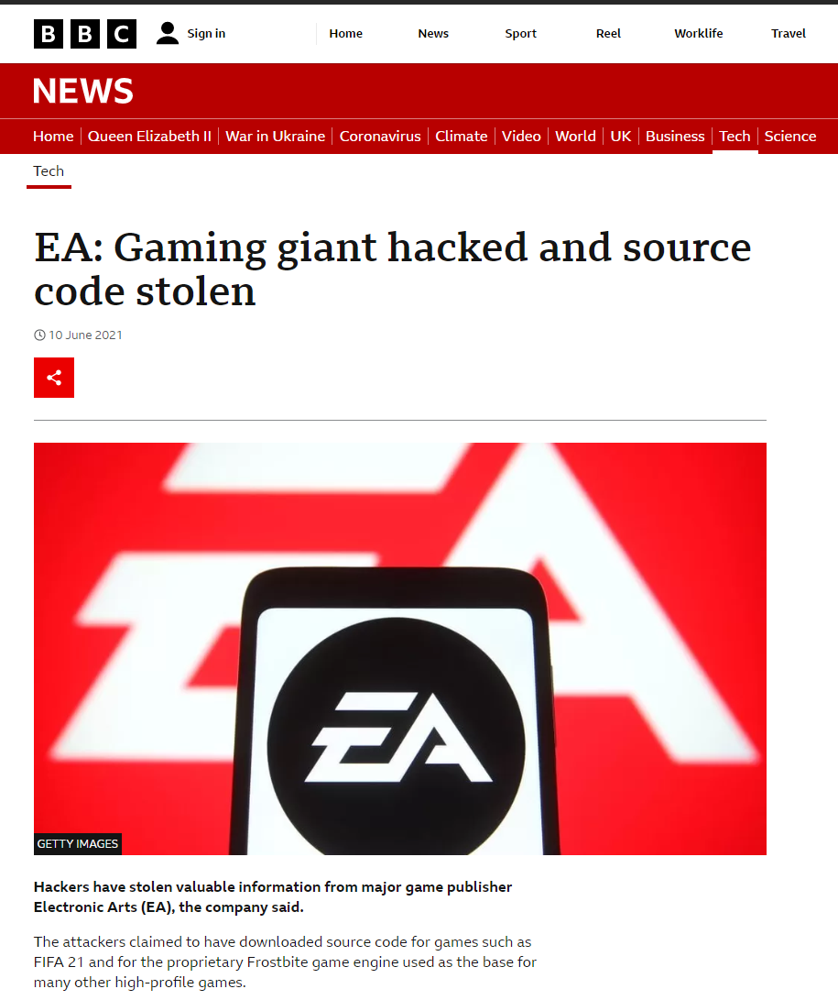 BBC Sign in Home News Sport Reel Worklife Travel
NEWS
Home Queen Elizabeth II War in Ukraine Coronavirus Climate Video World UK Business Tech Science
Tech
EA: Gaming giant hacked and source
code stolen
10 June 2021
EA
EA
GETTY IMAGES
Hackers have stolen valuable information from major game publisher
Electronic Arts (EA), the company said.
The attackers claimed to have downloaded source code for games such as
FIFA 21 and for the proprietary Frostbite game engine used as the base for
many other high-profile games.